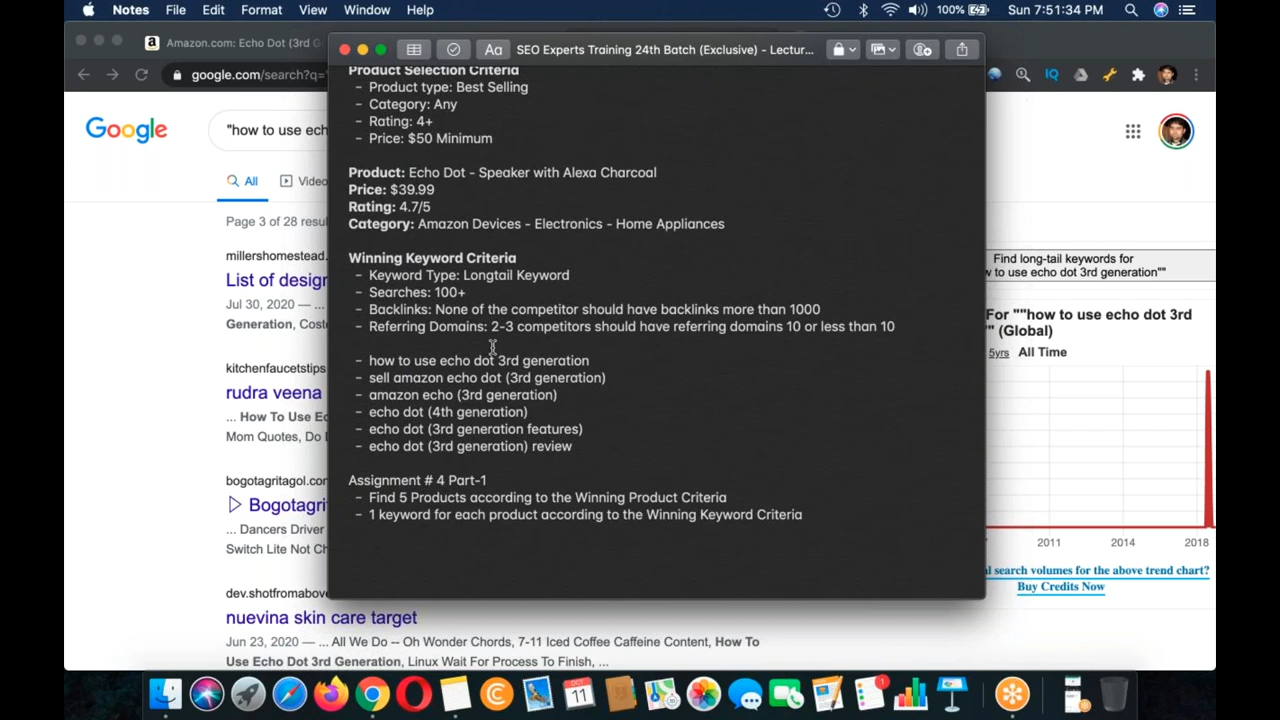 Notes File Edit Format View Window Help 100% Sun 7:51:34 PM
Amazon.com: Echo Dot (3rd G
SEO Experts Training 24th Batch (Exclusive) - Lectur...
google.com/search?q="
Google
"how to use ech
All Video
Page 3 of 28 resu
millershomestead.
List of design
Jul 30, 2020 — ...
Generation, Cost
kitchenfaucetstips
rudra veena
... How To Use E
Mom Quotes, Do
bogotagritagol.com
Bogotagri
... Dancers Driver
Switch Lite Not Ch
dev.shotfromabove
nuevina skin care target
Jun 23, 2020 — ... All We Do -- Oh Wonder Chords, 7-11 Iced Coffee Caffeine Content, How To
Use Echo Dot 3rd Generation, Linux Wait For Process To Finish, ...
Product Selection Criteria
- Product type: Best Selling
- Category: Any
- Rating: 4+
- Price: $50 Minimum
Product: Echo Dot - Speaker with Alexa Charcoal
Price: $39.99
Rating: 4.7/5
Category: Amazon Devices - Electronics - Home Appliances
Winning Keyword Criteria
- Keyword Type: Longtail Keyword
- Searches: 100+
- Backlinks: None of the competitor should have backlinks more than 1000
- Referring Domains: 2-3 competitors should have referring domains 10 or less than 10
- how to use echo dot 3rd generation
- sell amazon echo dot (3rd generation)
- amazon echo (3rd generation)
- echo dot (4th generation)
- echo dot (3rd generation features)
- echo dot (3rd generation) review
Assignment # 4 Part-1
- Find 5 Products according to the Winning Product Criteria
- 1 keyword for each product according to the Winning Keyword Criteria
Find long-tail keywords for
w to use echo dot 3rd generation""
For ""how to use echo dot 3rd
"" (Global)
5yrs All Time
2011 2014 2018
l search volumes for the above trend chart?
Buy Credits Now